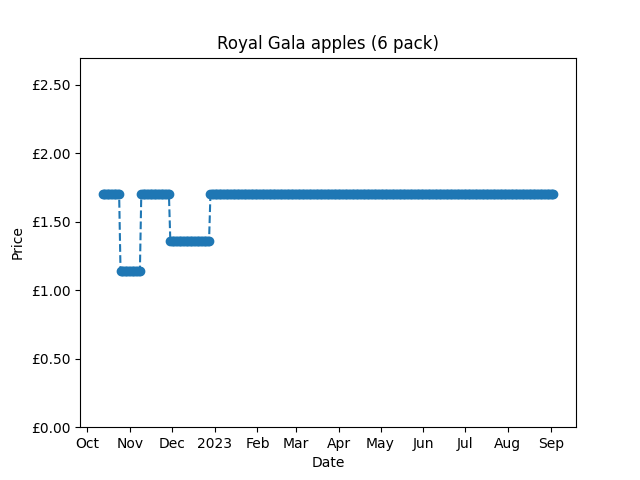 Royal Gala apples (6 pack)
£2.50
£2.00
£1.50
£1.00
£0.50
£0.00
Price
Oct Nov Dec 2023 Feb Mar Apr May Jun Jul Aug Sep
Date